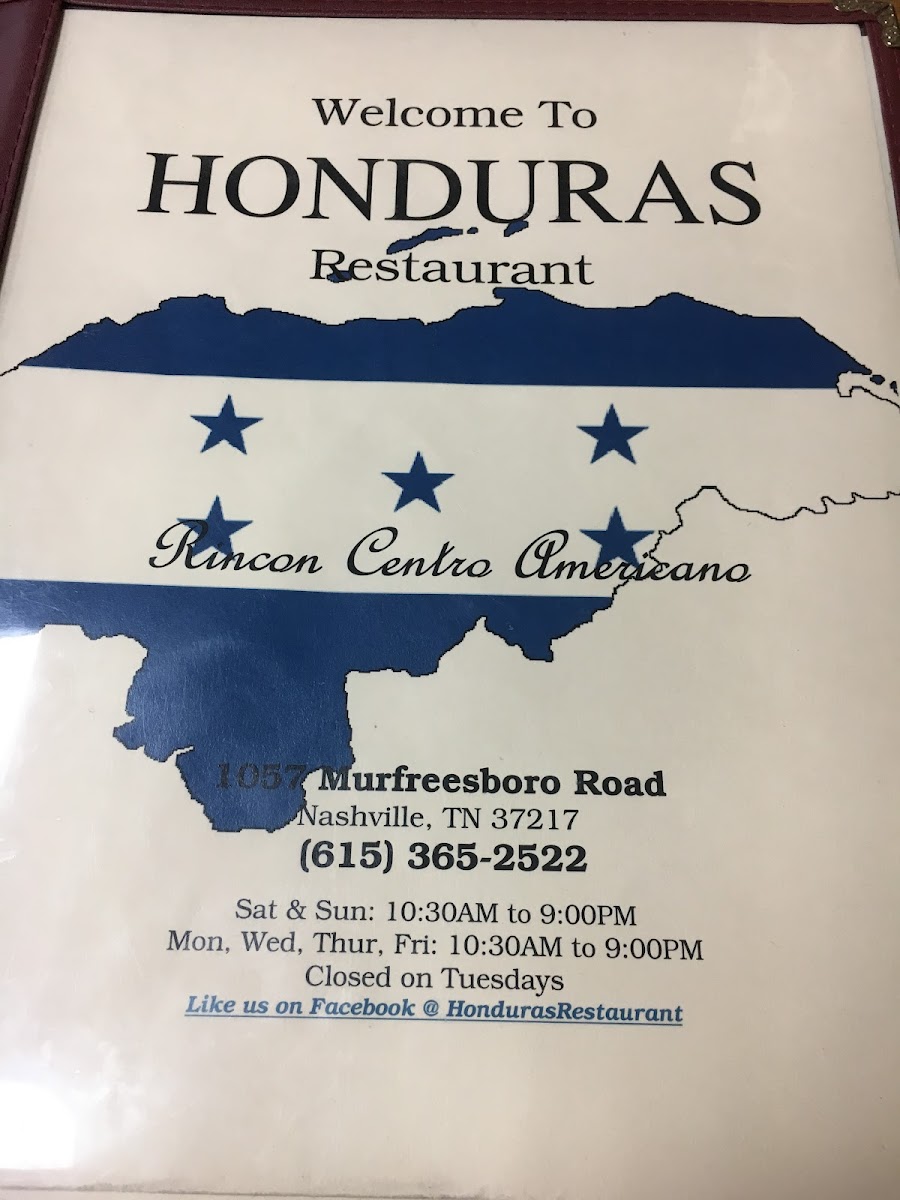 Welcome To
HONDURAS
Restaurant
Rincon Centro Americano
1057 Murfreesboro Road
Nashville, TN 37217
(615) 365-2522
Sat & Sun: 10:30AM to 9:00PM
Mon, Wed, Thur, Fri: 10:30AM to 9:00PM
Closed on Tuesdays
Like us on Facebook @ HondurasRestaurant